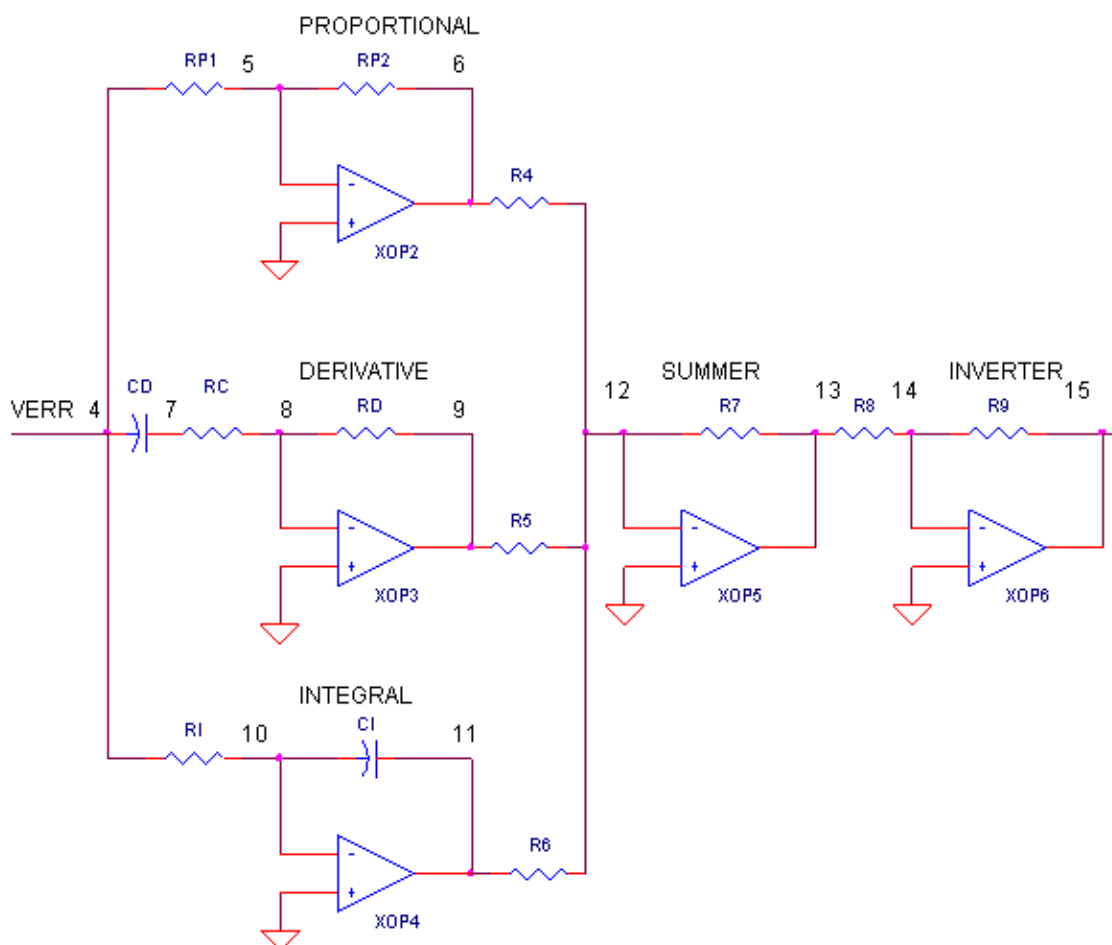 PROPORTIONAL
RP1 5 RP2 6
R4
-
+
XOP2
DERIVATIVE
SUMMER
INVERTER
CD RC RD
VERR 4 7 8 9
12 R7 13 14 R9 15
R8
R5
-
+
XOP3
-
+
XOP5
-
+
XOP6
INTEGRAL
RI 10 CI 11
R6
-
+
XOP4